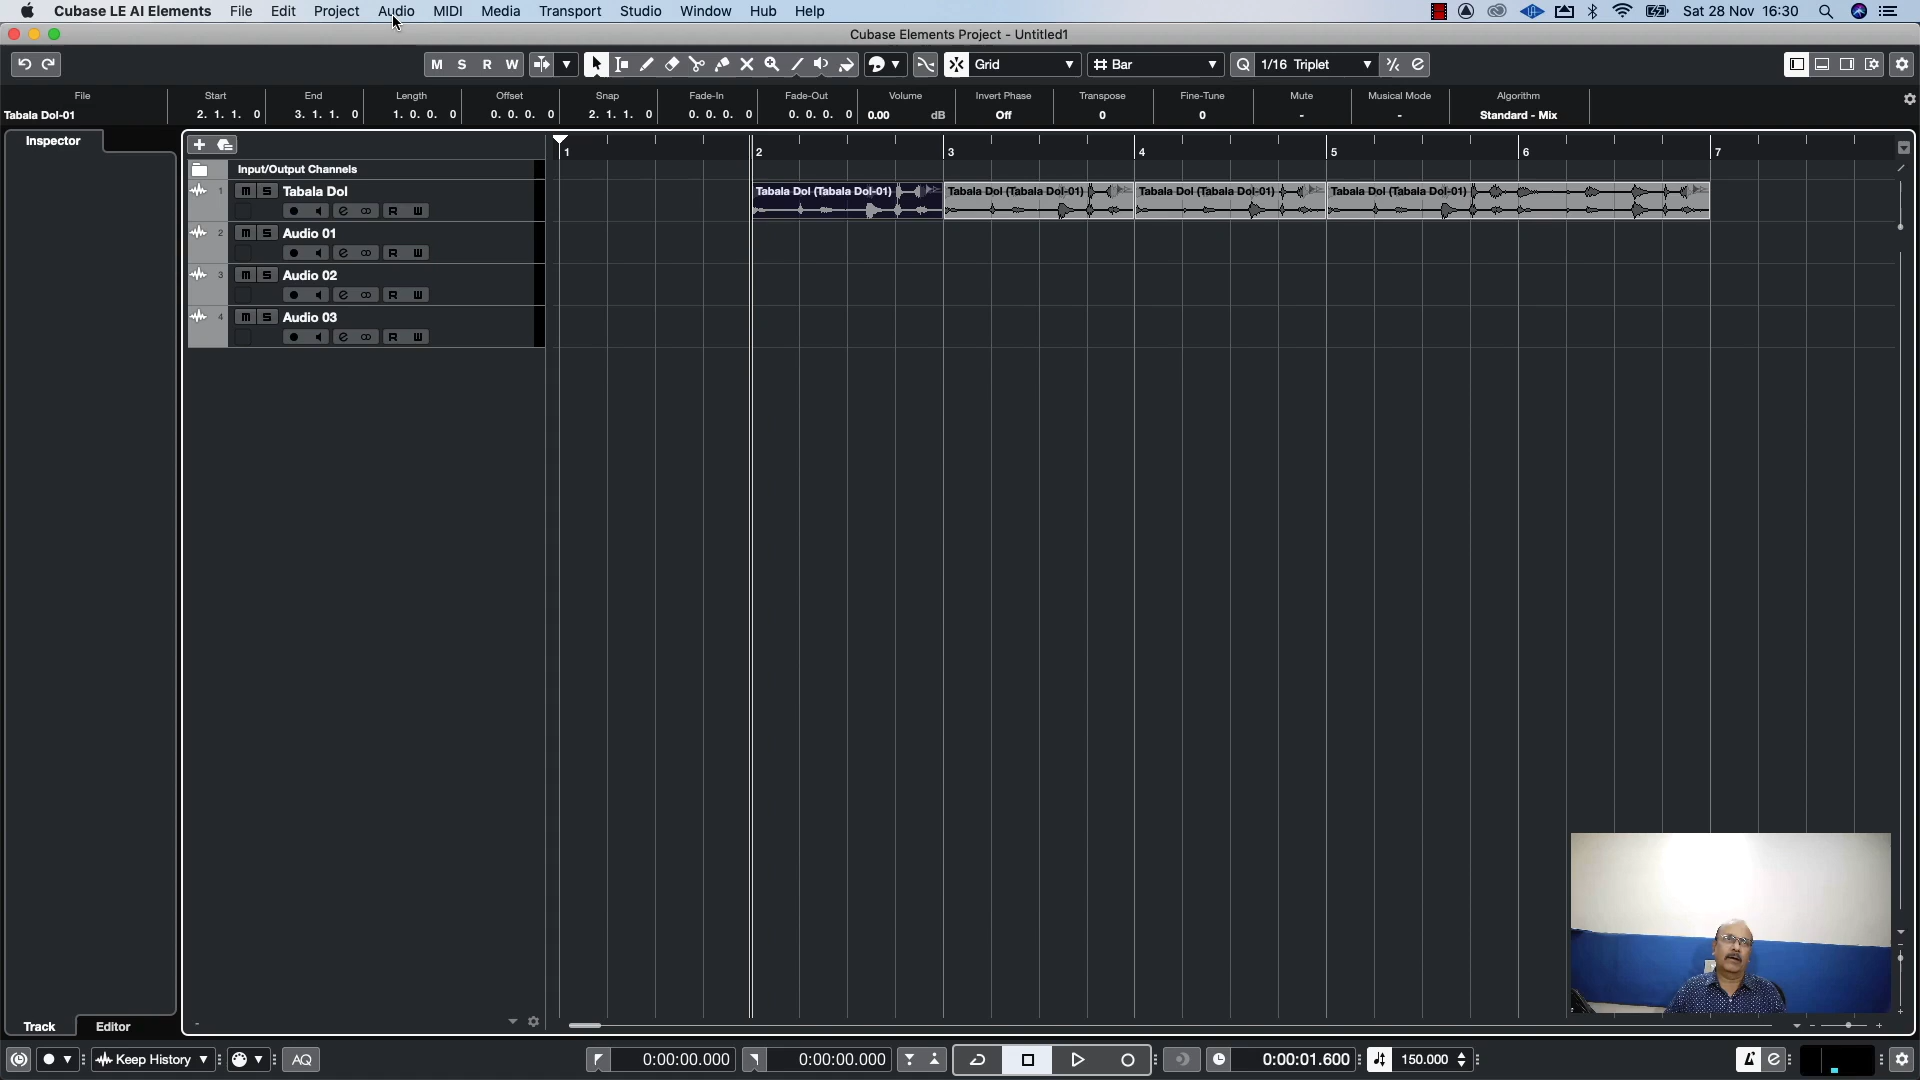 Cubase LE AI Elements File Edit Project Audio MIDI Media Transport Studio Window Hub Help Sat 28 Nov 16:30
Cubase Elements Project - Untitled1
M S R W Grid Bar Q 1/16 Triplet
File Start End Length Offset Snap Fade-In Fade-Out Volume Invert Phase Transpose Fine-Tune Mute Musical Mode Algorithm
Tabala Dol-01 2. 1. 1. 0 3. 1. 1. 0 1. 0. 0. 0 0. 0. 0. 0 2. 1. 1. 0 0. 0. 0. 0 0. 0. 0. 0 0.00 dB Off 0 0 - - Standard - Mix
Inspector
1 2 3 4 5 6 7
Input/Output Channels
1 m S Tabala Dol
Tabala Dol (Tabala Dol-01) Tabala Dol (Tabala Dol-01) Tabala Dol (Tabala Dol-01) Tabala Dol (Tabala Dol-01)
e R W
2 m S Audio 01
e R W
3 m S Audio 02
e R W
4 m S Audio 03
e R W
Track Editor
Keep History AQ 0:00:00.000 0:00:00.000 0:00:01.600 150.000